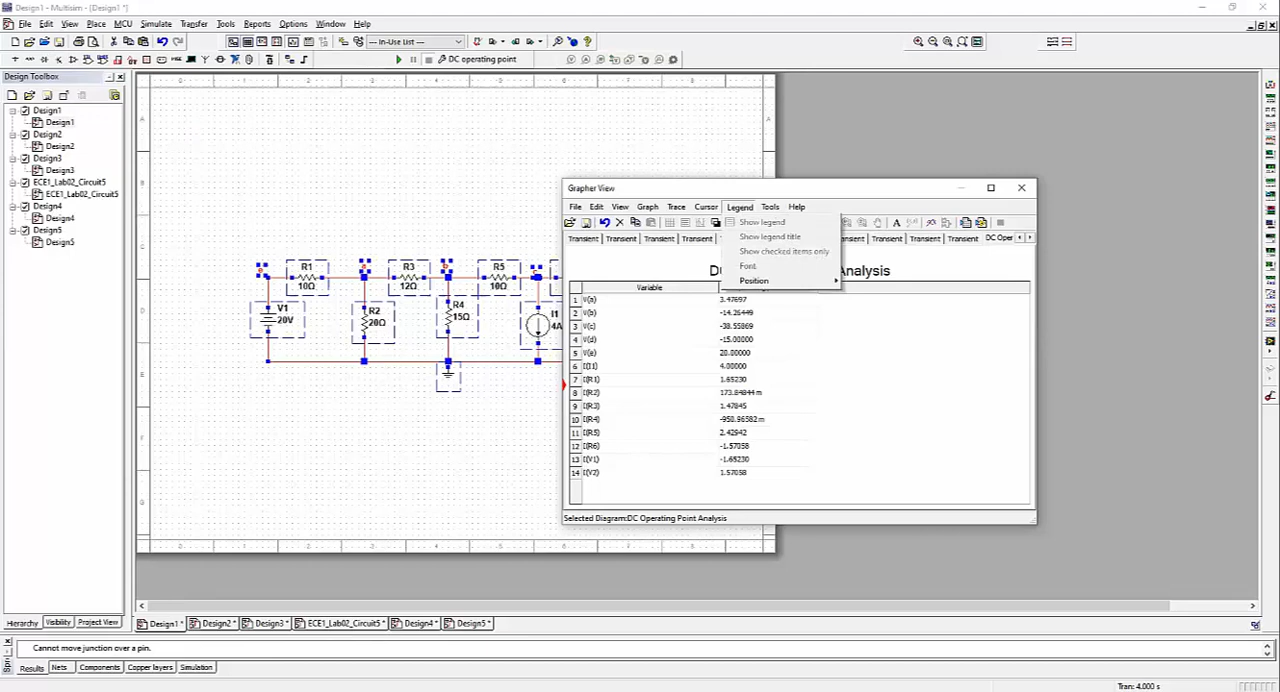 Design1 - Multisim - [Design1 *]
File Edit View Place MCU Simulate Transfer Tools Reports Options Window Help
--- In-Use List ---
DC operating point
Design Toolbox
Design1
Design1
Design2
Design2
Design3
Design3
ECE1_Lab02_Circuit5
ECE1_Lab02_Circuit5
Design4
Design4
Design5
Design5
R1
10Ω
R3
12Ω
R5
10Ω
V1
20V
R2
20Ω
R4
15Ω
I1
4A
Grapher View
File Edit View Graph Trace Cursor Legend Tools Help
Show legend
Show legend title
Show checked items only
Font
Position
Transient Transient Transient Transient Transient Transient Transient DC Oper
Analysis
Variable
1 V(a) 3.47697
2 V(b) -14.26449
3 V(c) -38.55869
4 V(d) -15.00000
5 V(e) 20.00000
6 I(I1) 4.00000
7 I(R1) 1.65230
8 I(R2) 173.84844 m
9 I(R3) 1.47845
10 I(R4) -950.96582 m
11 I(R5) 2.42942
12 I(R6) -1.57058
13 I(V1) -1.65230
14 I(V2) 1.57058
Selected Diagram:DC Operating Point Analysis
Hierarchy Visibility Project View
Design1 * Design2 * Design3 * ECE1_Lab02_Circuit5 * Design4 * Design5 *
Cannot move junction over a pin.
Results Nets Components Copper layers Simulation
Tran: 4.000 s